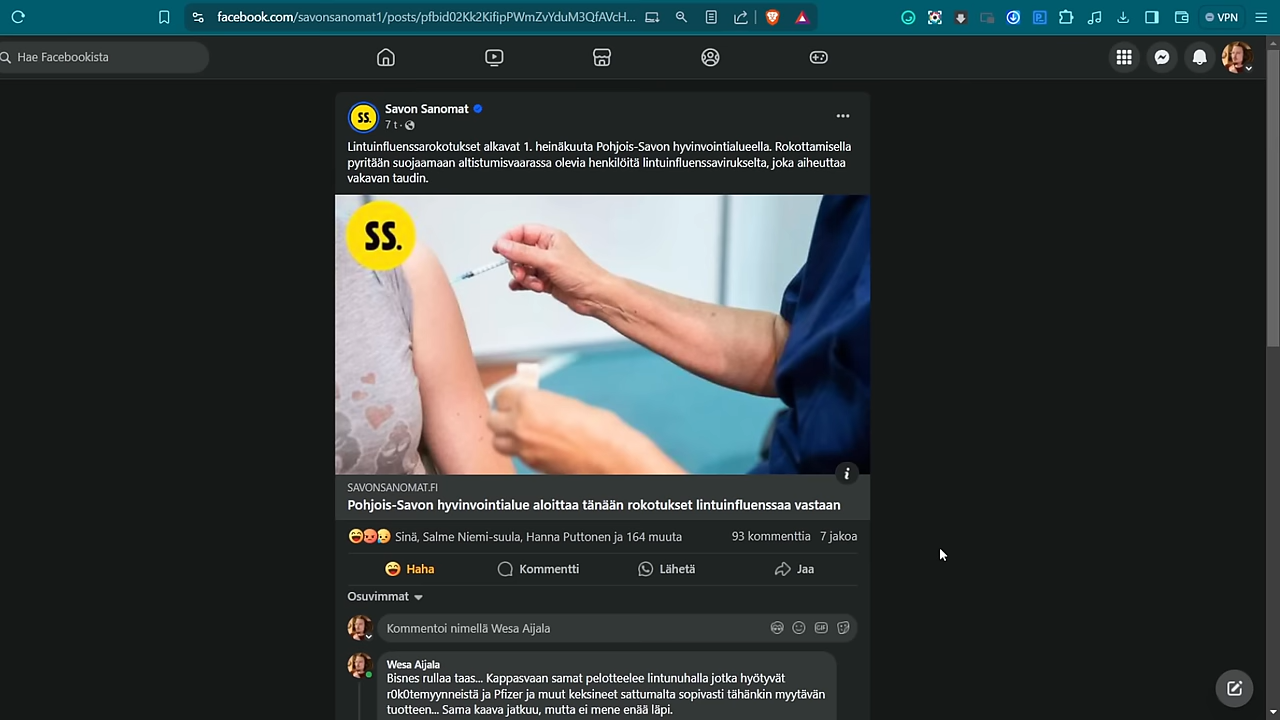 facebook.com/savonsanomat1/posts/pfbid02Kk2KifipPWmZvYduM3QfAVcH...
VPN
Hae Facebookista
Savon Sanomat
7 t ·
Lintuinfluenssarokotukset alkavat 1. heinäkuuta Pohjois-Savon hyvinvointialueella. Rokottamisella
pyritään suojaamaan altistumisvaarassa olevia henkilöitä lintuinfluenssavirukselta, joka aiheuttaa
vakavan taudin.
SS.
SAVONSANOMAT.FI
Pohjois-Savon hyvinvointialue aloittaa tänään rokotukset lintuinfluenssaa vastaan
Sinä, Salme Niemi-suula, Hanna Puttonen ja 164 muuta 93 kommenttia 7 jakoa
Haha Kommentti Lähetä Jaa
Osuvimmat
Kommentoi nimellä Wesa Aijala GIF
Wesa Aijala
Bisnes rullaa taas... Kappasvaan samat pelotteelee lintunuhalla jotka hyötyvät
r0k0temyynneistä ja Pfizer ja muut keksineet sattumalta sopivasti tähänkin myytävän
tuotteen... Sama kaava jatkuu, mutta ei mene enää läpi.